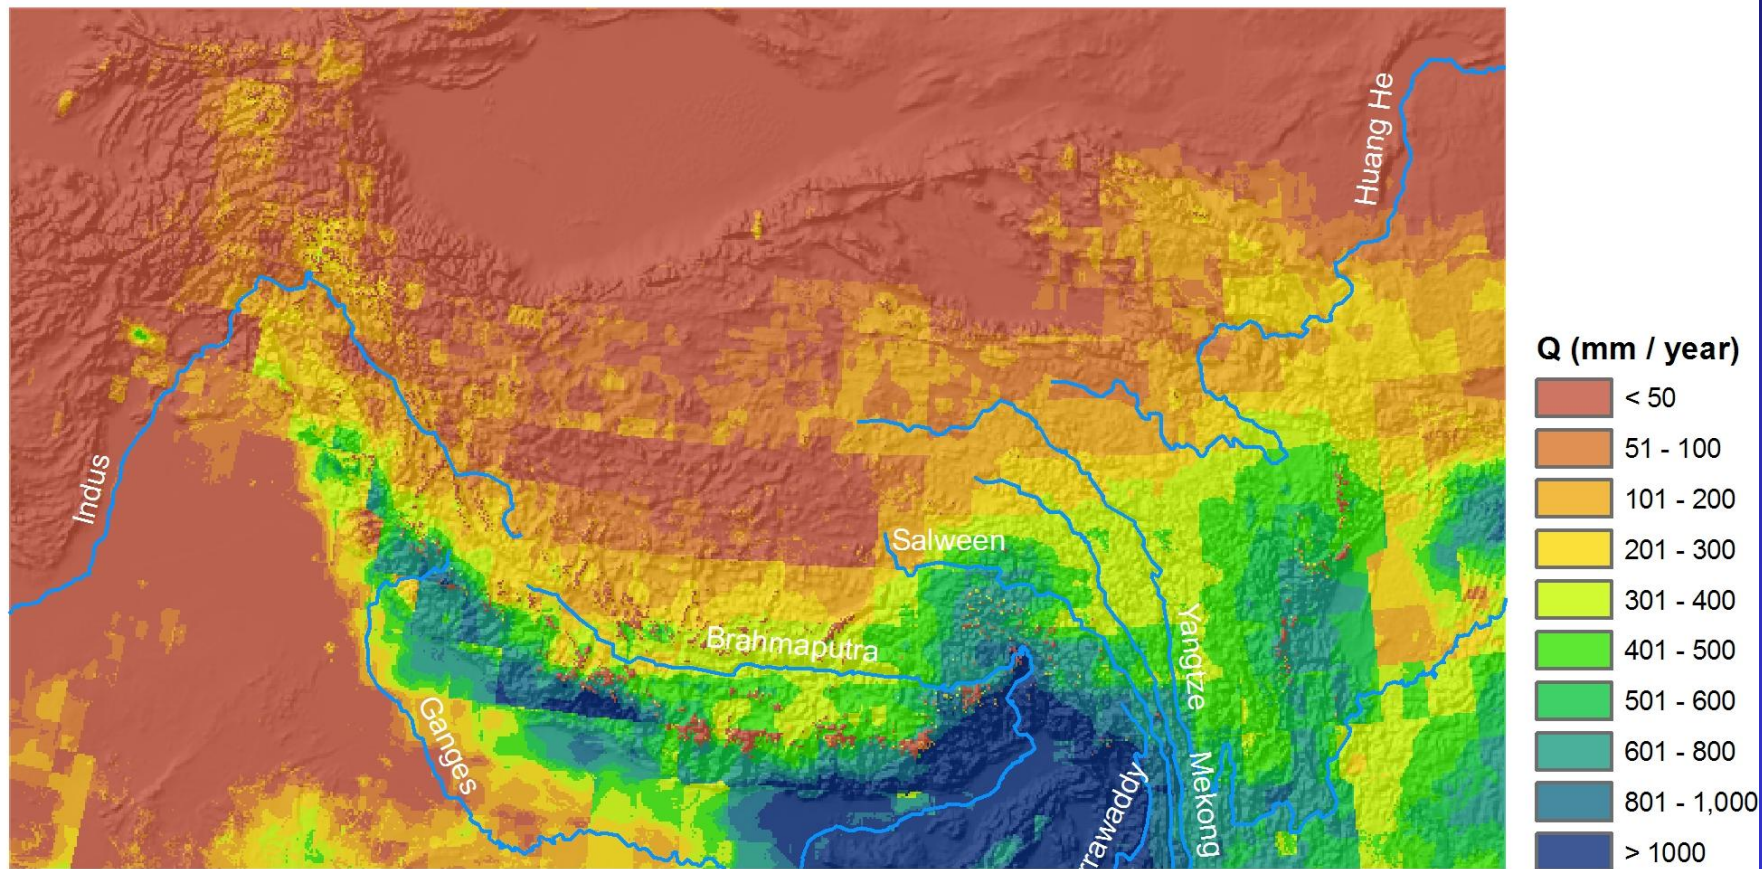 Huang He
Indus
Salween
Brahmaputra
Yangtze
Ganges
Mekong
rrawaddy
Q (mm / year)
< 50
51 - 100
101 - 200
201 - 300
301 - 400
401 - 500
501 - 600
601 - 800
801 - 1,000
> 1000